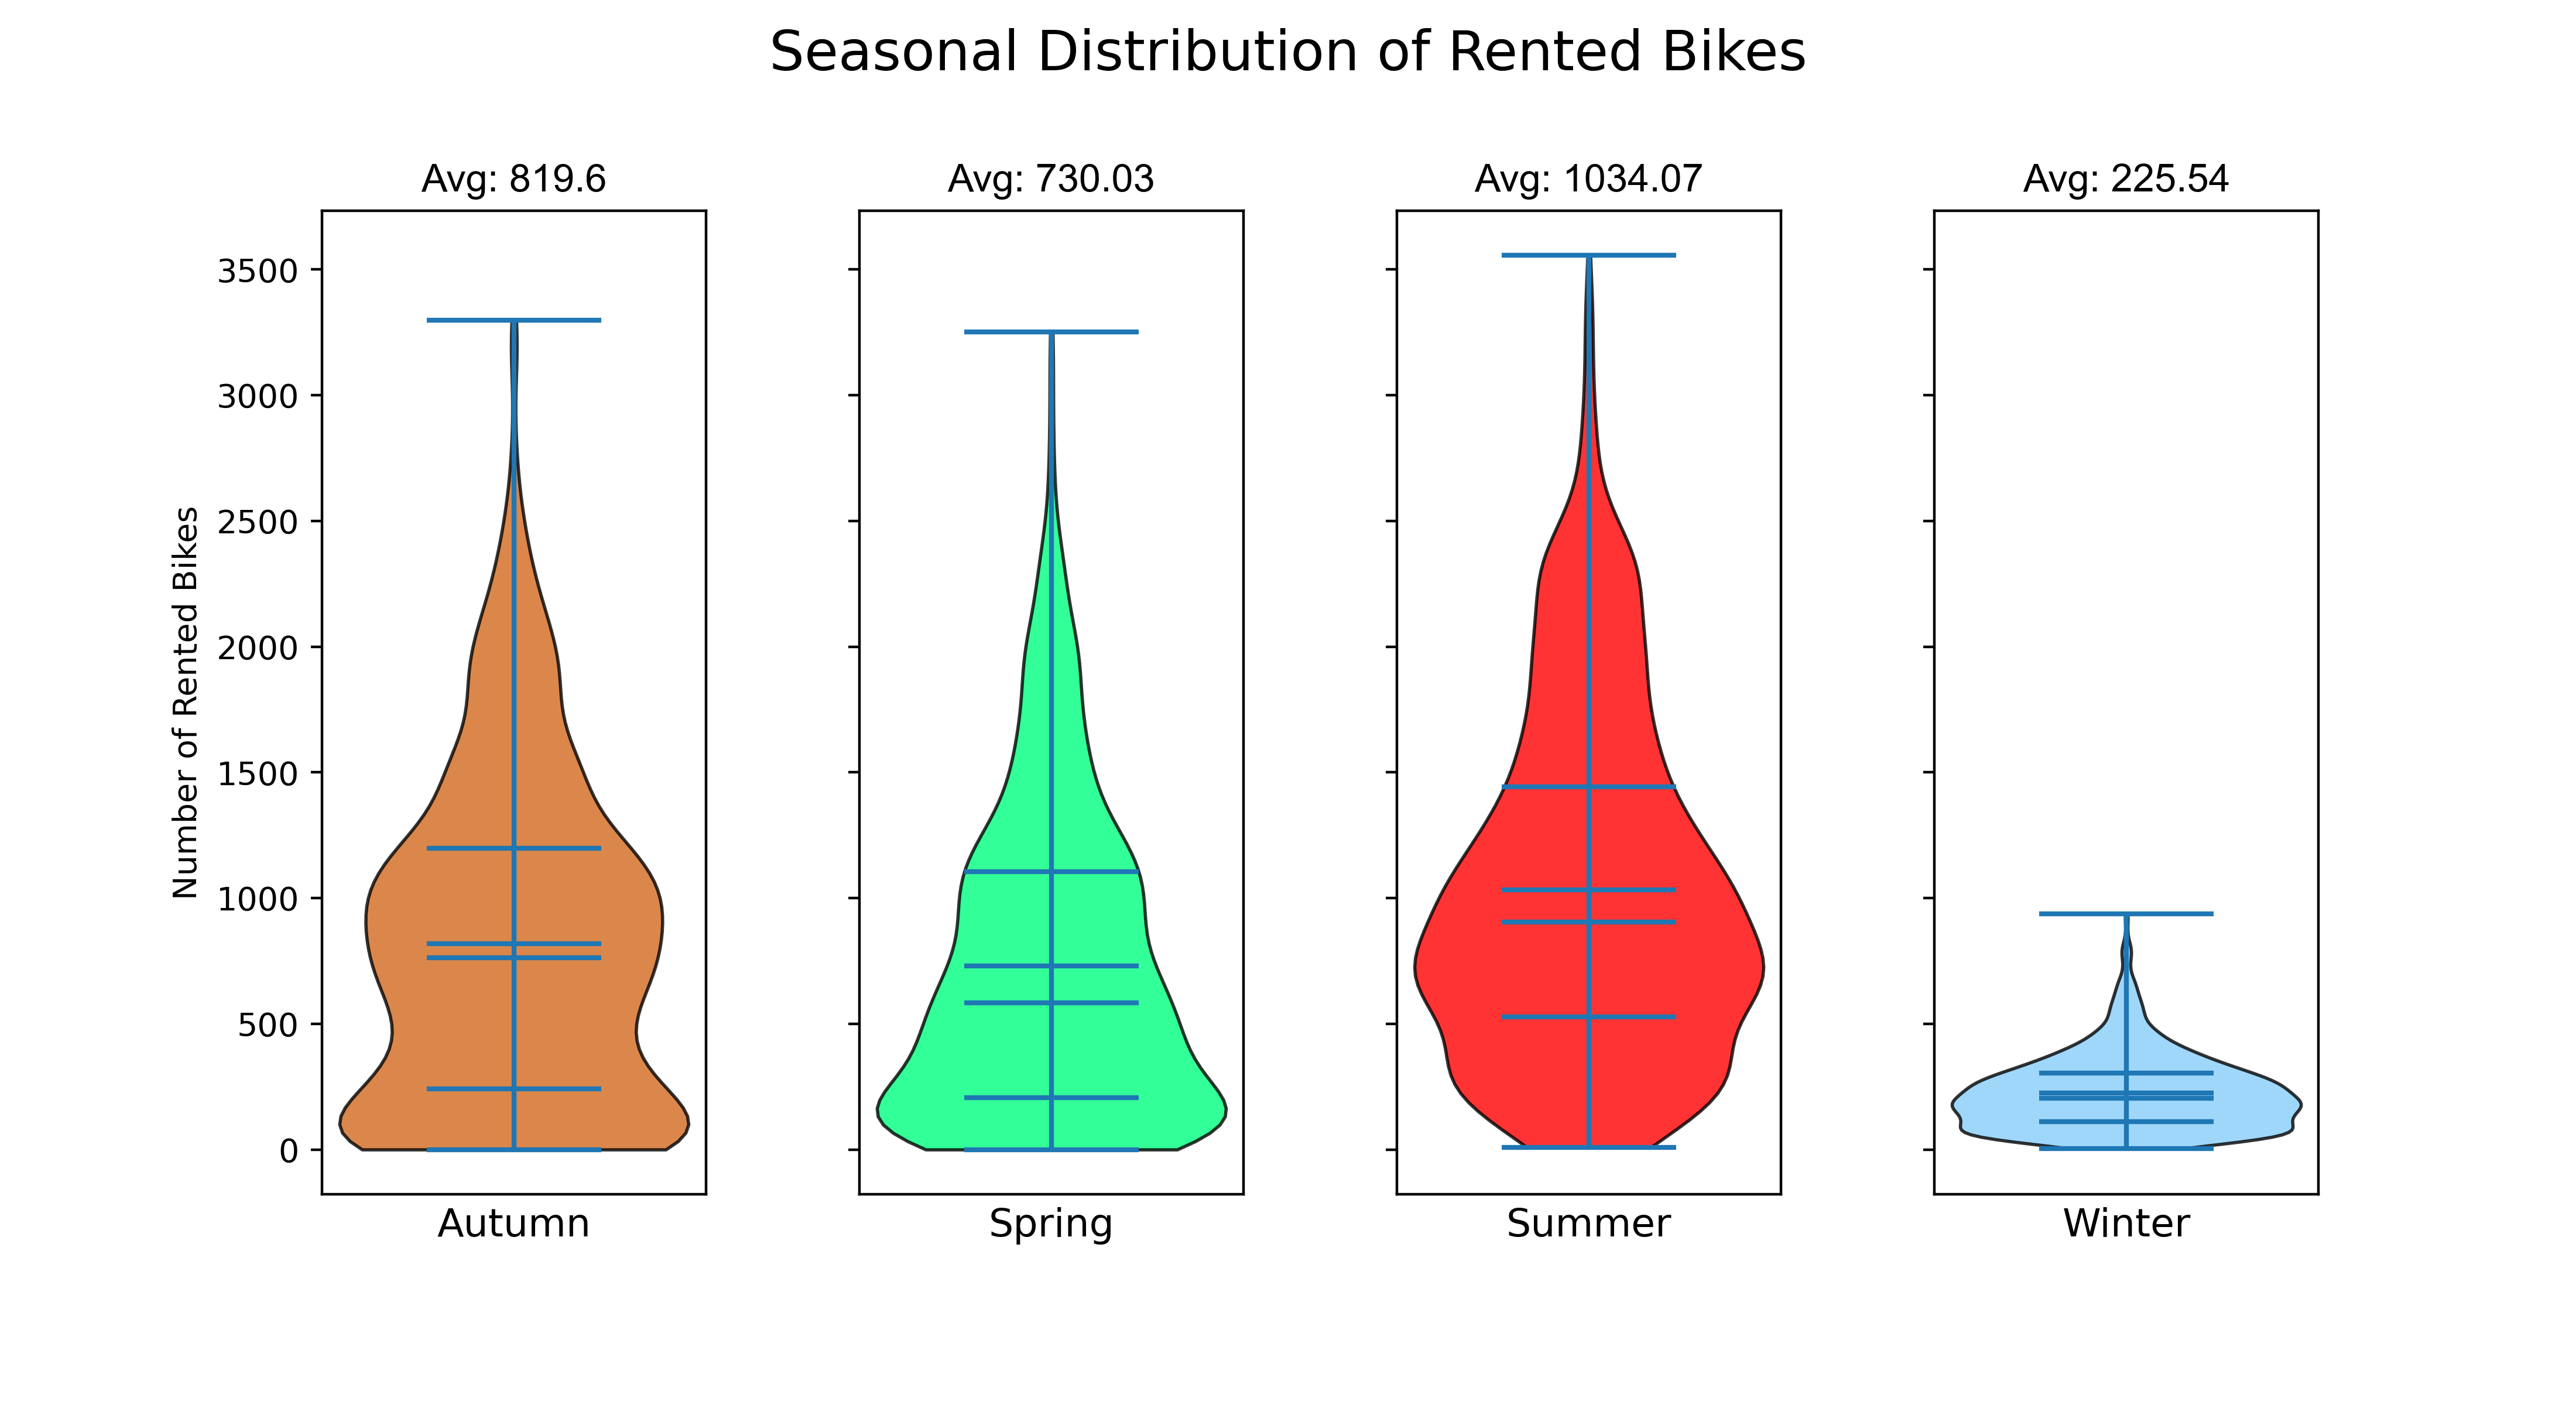 Seasonal Distribution of Rented Bikes
Avg: 819.6
Avg: 730.03
Avg: 1034.07
Avg: 225.54
Number of Rented Bikes
3500
3000
2500
2000
1500
1000
500
0
Autumn
Spring
Summer
Winter